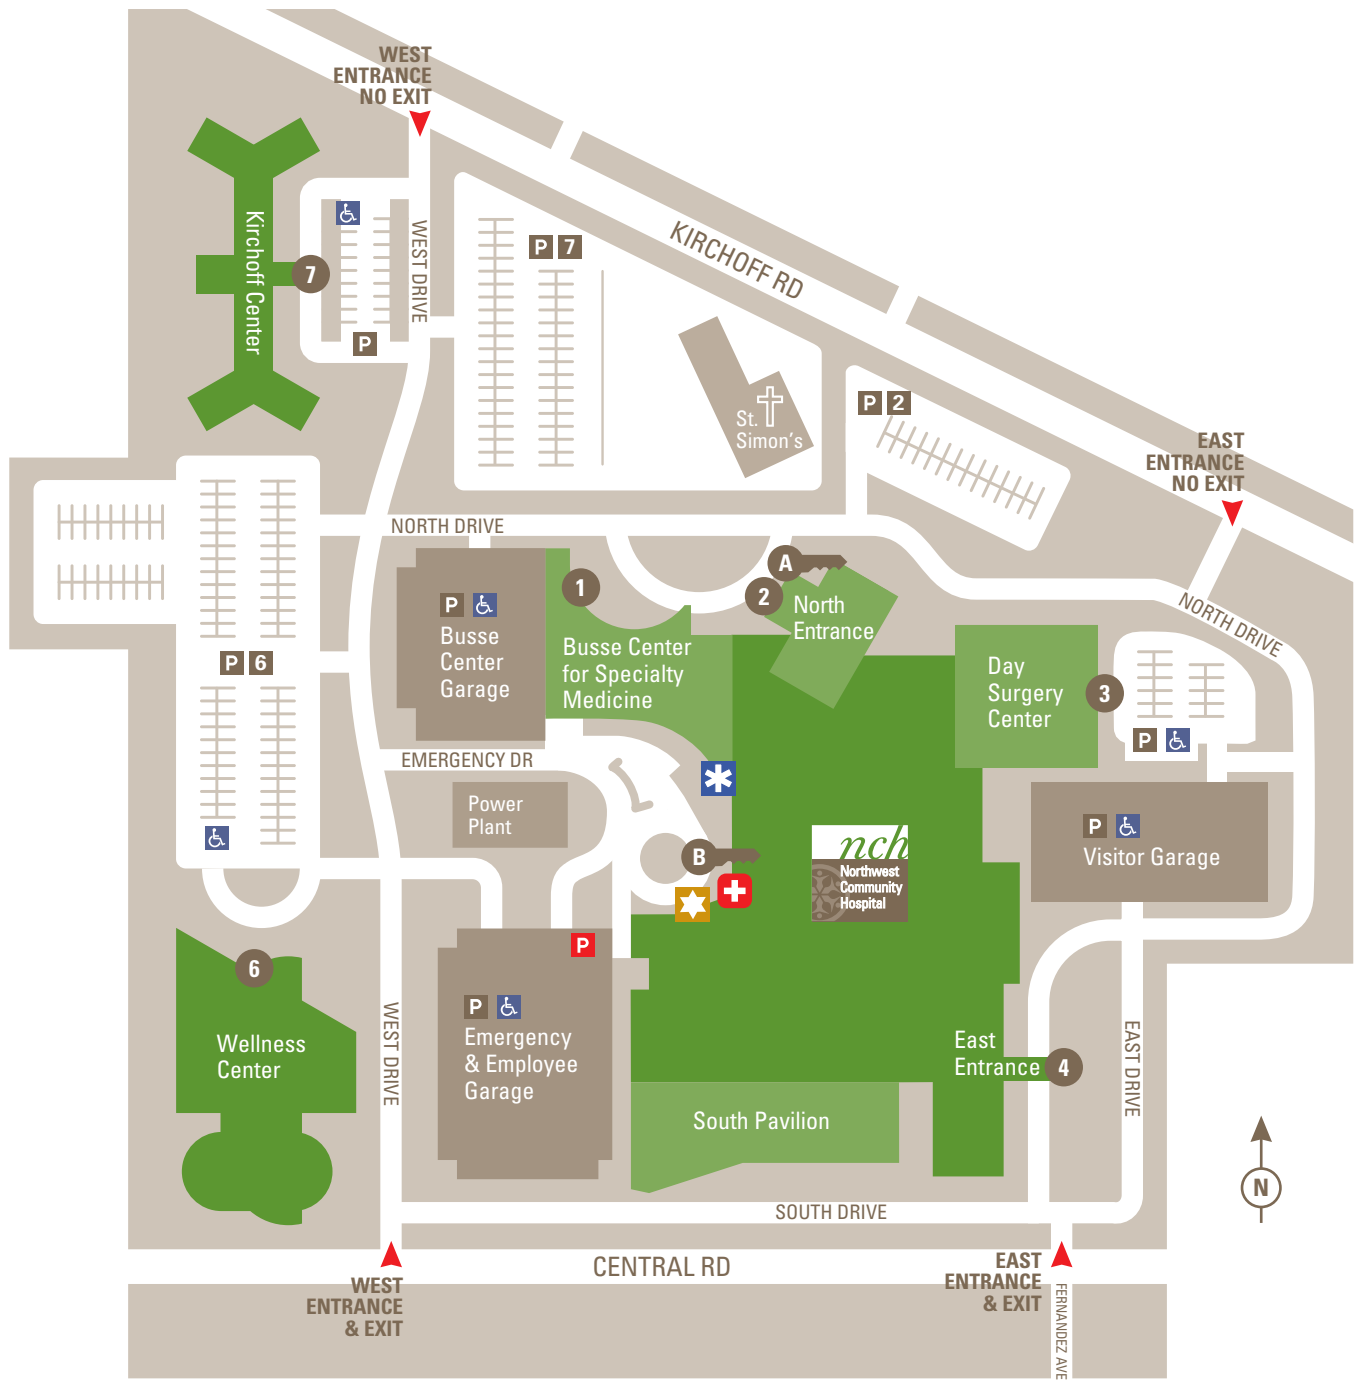 WEST
ENTRANCE
NO EXIT
Kirchoff Center
7
P
WEST DRIVE
P 7
KIRCHOFF RD
St.
Simon's
P 2
EAST
ENTRANCE
NO EXIT
NORTH DRIVE
A
1
2
North
Entrance
NORTH DRIVE
P
Busse
Center
Garage
Busse Center
for Specialty
Medicine
P 6
Day
Surgery
Center
3
P
EMERGENCY DR
Power
Plant
P
Visitor Garage
B
nch
Northwest
Community
Hospital
P
6
P
Emergency
& Employee
Garage
Wellness
Center
WEST DRIVE
East
Entrance
4
EAST DRIVE
South Pavilion
N
SOUTH DRIVE
CENTRAL RD
WEST
ENTRANCE
& EXIT
EAST
ENTRANCE
& EXIT
FERNANDEZ AVE